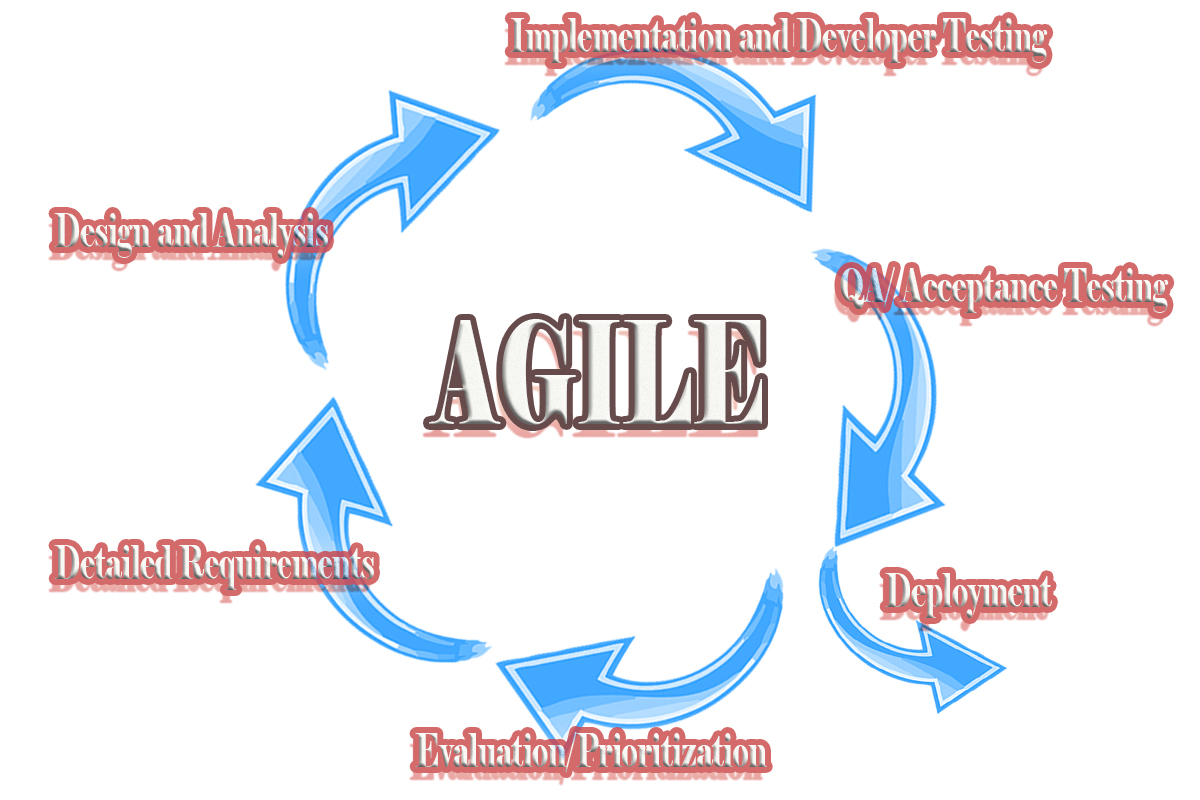 Implementation and Developer Testing
Design and Analysis
QA/ Acceptance Testing
AGILE
Detailed Requirements
Deployment
Evaluation/Prioritization